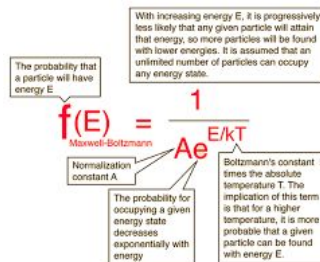 With increasing energy E, it is progressively
less likely that any given particle will attain
that energy, so more particles will be found
with lower energies. It is assumed that an
unlimited number of particles can occupy
any energy state.
The probability that
a particle will have
energy E
f(E) = 1
Maxwell-Boltzmann
Ae^E/kT
Normalization
constant A
The probability for
occupying a given
energy state
decreases
exponentially with
energy
Boltzmann's constant
times the absolute
temperature T. The
implication of this term
is that for a higher
temperature, it is more
probable that a given
particle can be found
with energy E.